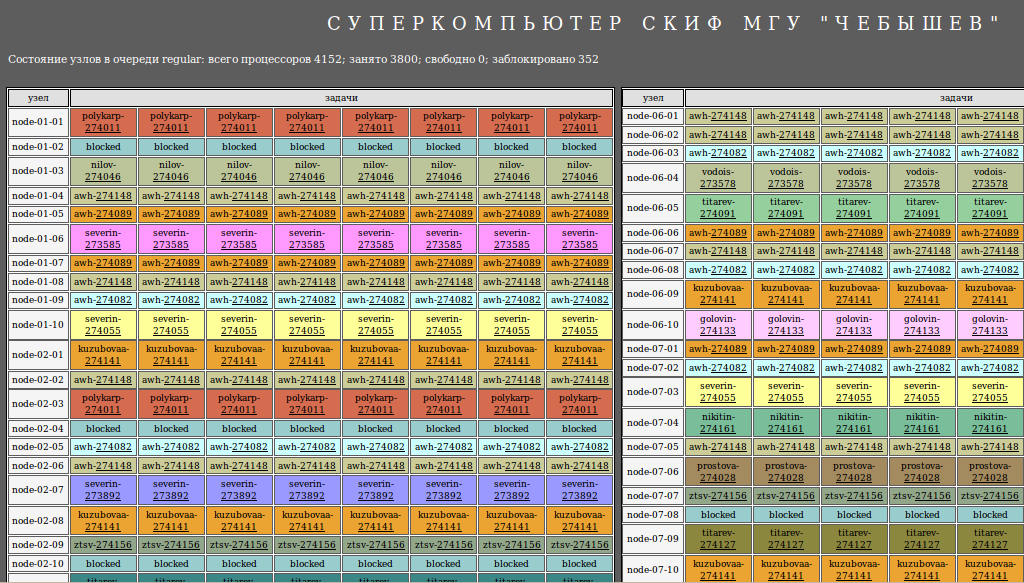 СУПЕРКОМПЬЮТЕР СКИФ МГУ "ЧЕБЫШЕВ"
Состояние узлов в очереди regular: всего процессоров 4152; занято 3800; свободно 0; заблокировано 352
узел задачи
node-01-01 polykarp- polykarp- polykarp- polykarp- polykarp- polykarp- polykarp- polykarp-
274011 274011 274011 274011 274011 274011 274011 274011
node-01-02 blocked blocked blocked blocked blocked blocked blocked blocked
node-01-03 nilov- nilov- nilov- nilov- nilov- nilov- nilov- nilov-
274046 274046 274046 274046 274046 274046 274046 274046
node-01-04 awh-274148 awh-274148 awh-274148 awh-274148 awh-274148 awh-274148 awh-274148 awh-274148
node-01-05 awh-274089 awh-274089 awh-274089 awh-274089 awh-274089 awh-274089 awh-274089 awh-274089
node-01-06 severin- severin- severin- severin- severin- severin- severin- severin-
273585 273585 273585 273585 273585 273585 273585 273585
node-01-07 awh-274089 awh-274089 awh-274089 awh-274089 awh-274089 awh-274089 awh-274089 awh-274089
node-01-08 awh-274148 awh-274148 awh-274148 awh-274148 awh-274148 awh-274148 awh-274148 awh-274148
node-01-09 awh-274082 awh-274082 awh-274082 awh-274082 awh-274082 awh-274082 awh-274082 awh-274082
node-01-10 severin- severin- severin- severin- severin- severin- severin- severin-
274055 274055 274055 274055 274055 274055 274055 274055
node-02-01 kuzubovaa- kuzubovaa- kuzubovaa- kuzubovaa- kuzubovaa- kuzubovaa- kuzubovaa- kuzubovaa-
274141 274141 274141 274141 274141 274141 274141 274141
node-02-02 awh-274148 awh-274148 awh-274148 awh-274148 awh-274148 awh-274148 awh-274148 awh-274148
node-02-03 polykarp- polykarp- polykarp- polykarp- polykarp- polykarp- polykarp- polykarp-
274011 274011 274011 274011 274011 274011 274011 274011
node-02-04 blocked blocked blocked blocked blocked blocked blocked blocked
node-02-05 awh-274082 awh-274082 awh-274082 awh-274082 awh-274082 awh-274082 awh-274082 awh-274082
node-02-06 awh-274148 awh-274148 awh-274148 awh-274148 awh-274148 awh-274148 awh-274148 awh-274148
node-02-07 severin- severin- severin- severin- severin- severin- severin- severin-
273892 273892 273892 273892 273892 273892 273892 273892
node-02-08 kuzubovaa- kuzubovaa- kuzubovaa- kuzubovaa- kuzubovaa- kuzubovaa- kuzubovaa- kuzubovaa-
274141 274141 274141 274141 274141 274141 274141 274141
node-02-09 ztsv-274156 ztsv-274156 ztsv-274156 ztsv-274156 ztsv-274156 ztsv-274156 ztsv-274156 ztsv-274156
node-02-10 blocked blocked blocked blocked blocked blocked blocked blocked
узел задачи
node-06-01 awh-274148 awh-274148 awh-274148 awh-274148 awh-274148
node-06-02 awh-274148 awh-274148 awh-274148 awh-274148 awh-274148
node-06-03 awh-274082 awh-274082 awh-274082 awh-274082 awh-274082
node-06-04 vodois- vodois- vodois- vodois- vodois-
273578 273578 273578 273578 273578
node-06-05 titarev- titarev- titarev- titarev- titarev-
274091 274091 274091 274091 274091
node-06-06 awh-274089 awh-274089 awh-274089 awh-274089 awh-274089
node-06-07 awh-274148 awh-274148 awh-274148 awh-274148 awh-274148
node-06-08 awh-274082 awh-274082 awh-274082 awh-274082 awh-274082
node-06-09 kuzubovaa- kuzubovaa- kuzubovaa- kuzubovaa- kuzubovaa-
274141 274141 274141 274141 274141
node-06-10 golovin- golovin- golovin- golovin- golovin-
274133 274133 274133 274133 274133
node-07-01 awh-274089 awh-274089 awh-274089 awh-274089 awh-274089
node-07-02 awh-274082 awh-274082 awh-274082 awh-274082 awh-274082
node-07-03 severin- severin- severin- severin- severin-
274055 274055 274055 274055 274055
node-07-04 nikitin- nikitin- nikitin- nikitin- nikitin-
274161 274161 274161 274161 274161
node-07-05 awh-274148 awh-274148 awh-274148 awh-274148 awh-274148
node-07-06 prostova- prostova- prostova- prostova- prostova-
274028 274028 274028 274028 274028
node-07-07 ztsv-274156 ztsv-274156 ztsv-274156 ztsv-274156 ztsv-274156
node-07-08 blocked blocked blocked blocked blocked
node-07-09 titarev- titarev- titarev- titarev- titarev-
274127 274127 274127 274127 274127
node-07-10 kuzubovaa- kuzubovaa- kuzubovaa- kuzubovaa- kuzubovaa-
274141 274141 274141 274141 274141